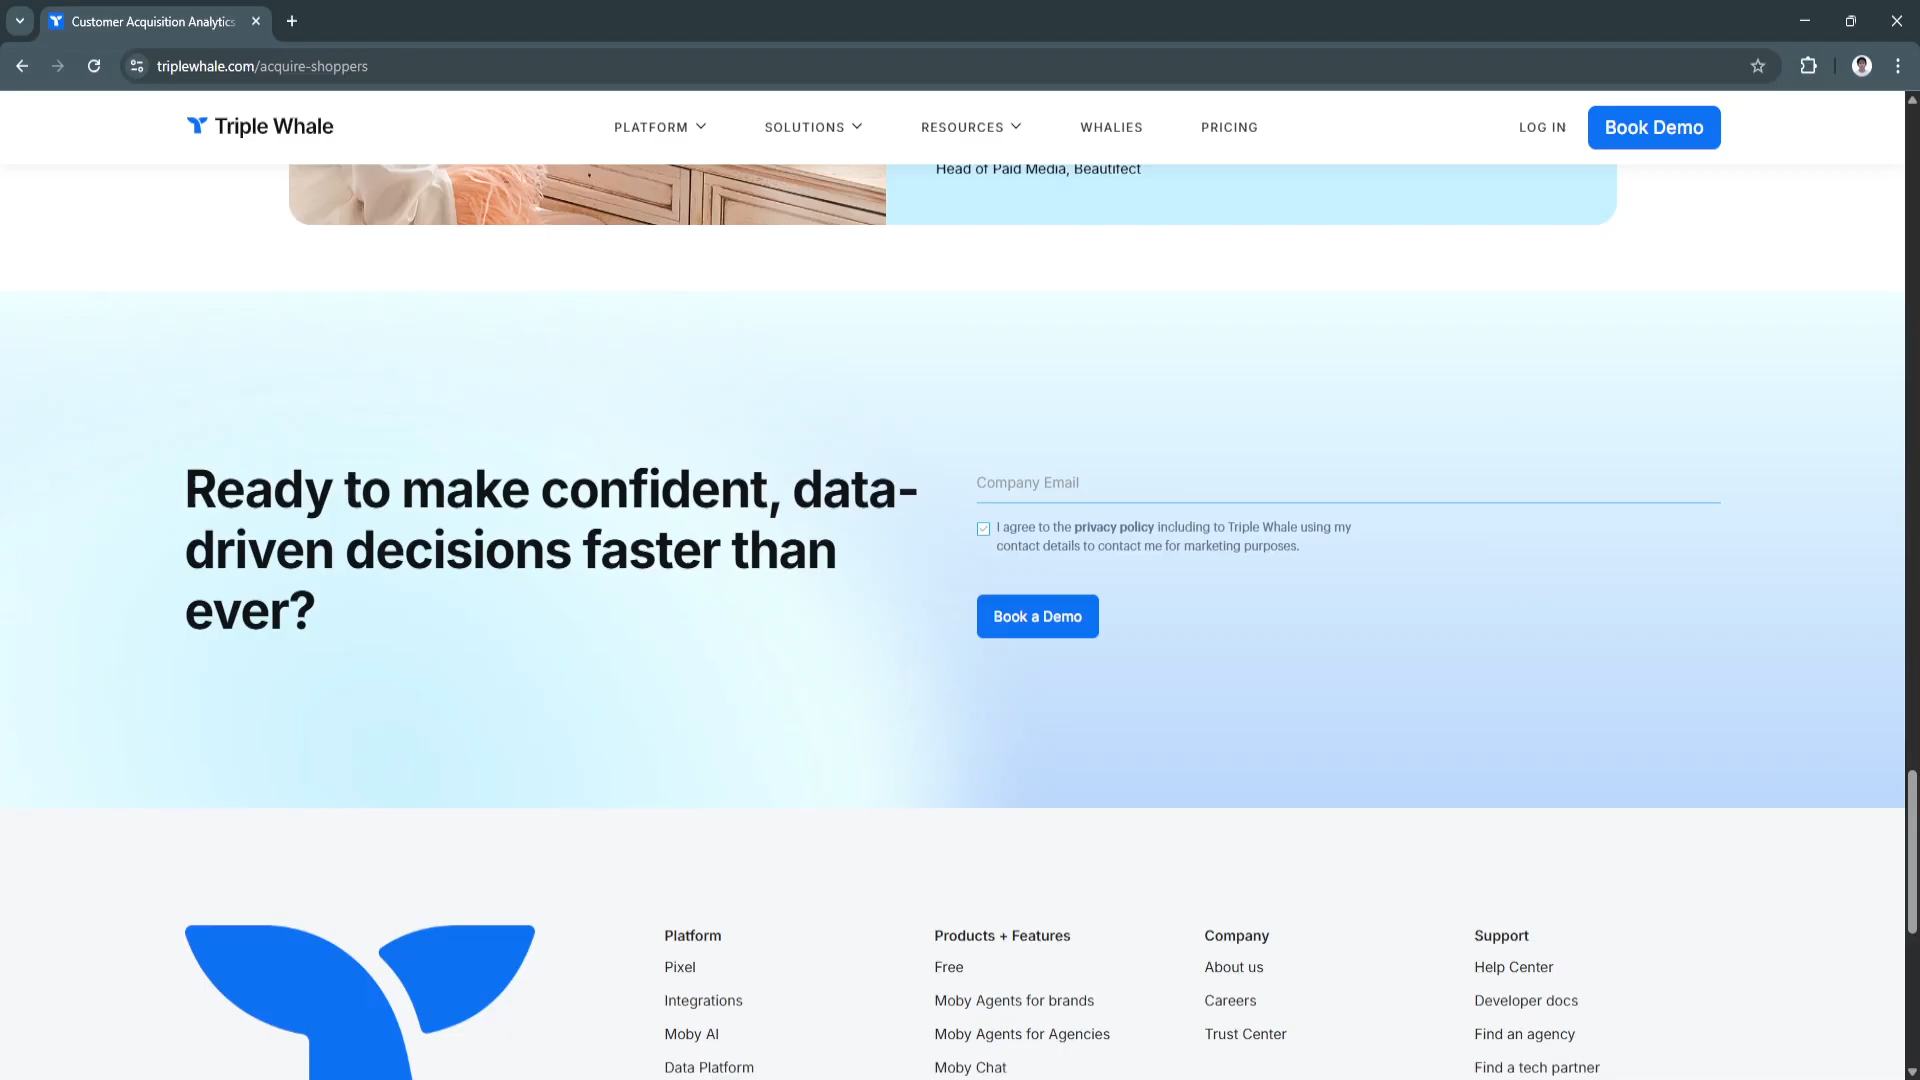 Customer Acquisition Analytics
triplewhale.com/acquire-shoppers
Triple Whale
PLATFORM
SOLUTIONS
RESOURCES
WHALIES
PRICING
LOG IN
Book Demo
Head of Paid Media, Beautifect
Ready to make confident, data-
driven decisions faster than
ever?
Company Email
I agree to the privacy policy including to Triple Whale using my
contact details to contact me for marketing purposes.
Book a Demo
Platform
Pixel
Integrations
Moby AI
Data Platform
Products + Features
Free
Moby Agents for brands
Moby Agents for Agencies
Moby Chat
Company
About us
Careers
Trust Center
Support
Help Center
Developer docs
Find an agency
Find a tech partner